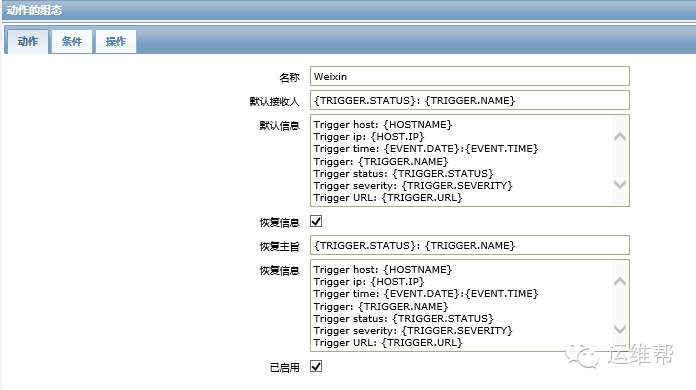 动作的组态
动作 条件 操作
名称 Weixin
默认接收人 {TRIGGER.STATUS}: {TRIGGER.NAME}
默认信息 Trigger host: {HOSTNAME}
Trigger ip: {HOST.IP}
Trigger time: {EVENT.DATE}:{EVENT.TIME}
Trigger: {TRIGGER.NAME}
Trigger status: {TRIGGER.STATUS}
Trigger severity: {TRIGGER.SEVERITY}
Trigger URL: {TRIGGER.URL}
恢复信息
恢复主旨 {TRIGGER.STATUS}: {TRIGGER.NAME}
恢复信息 Trigger host: {HOSTNAME}
Trigger ip: {HOST.IP}
Trigger time: {EVENT.DATE}:{EVENT.TIME}
Trigger: {TRIGGER.NAME}
Trigger status: {TRIGGER.STATUS}
Trigger severity: {TRIGGER.SEVERITY}
Trigger URL: {TRIGGER.URL}
已启用
运维帮